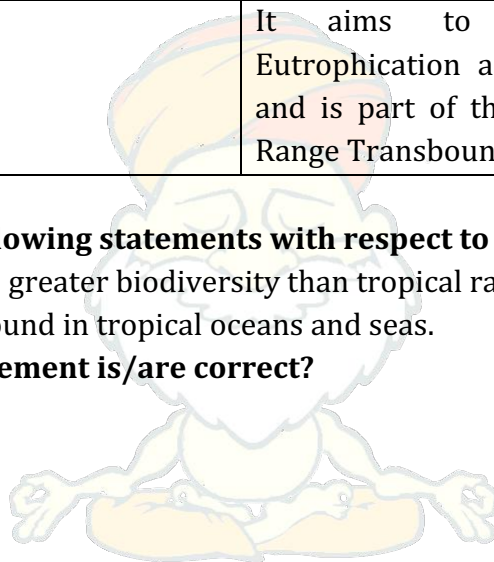 It aims to
Eutrophication a
and is part of th
Range Transboun
lowing statements with respect to
greater biodiversity than tropical ra
ound in tropical oceans and seas.
ement is/are correct?